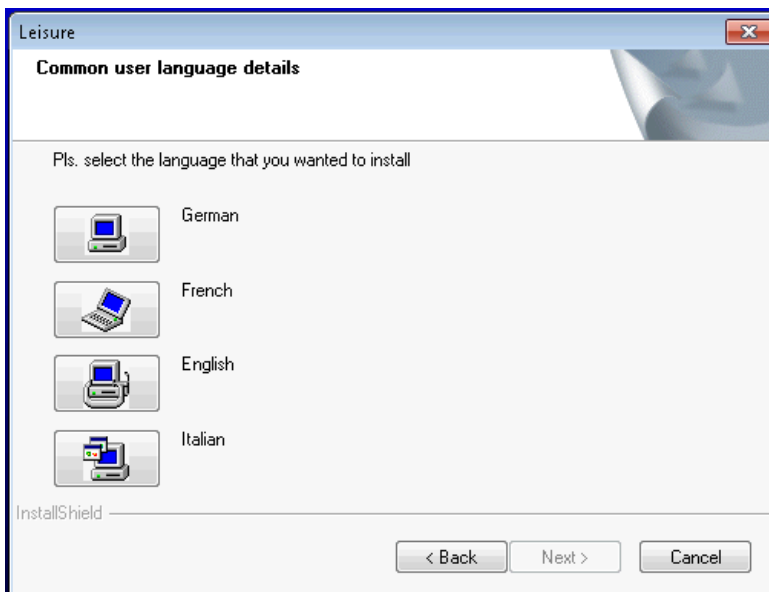 Leisure
Common user language details
Pls. select the language that you wanted to install
German
French
English
Italian
InstallShield
< Back
Next >
Cancel